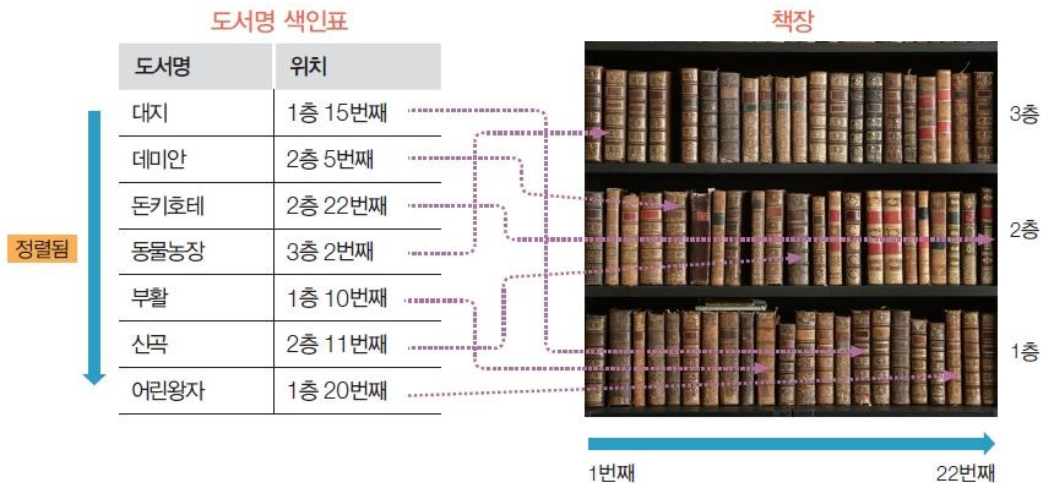 도서명 색인표
책장
도서명 위치
대지 1층 15번째
데미안 2층 5번째
돈키호테 2층 22번째
동물농장 3층 2번째
부활 1층 10번째
신곡 2층 11번째
어린왕자 1층 20번째
정렬됨
3층
2층
1층
1번째 22번째